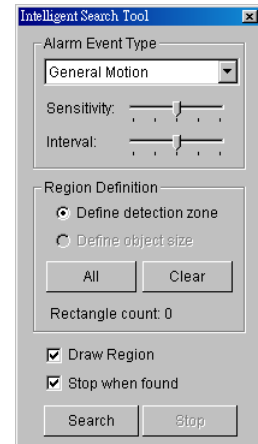 Intelligent Search Tool
Alarm Event Type
General Motion
Sensitivity:
Interval:
Region Definition
Define detection zone
Define object size
All Clear
Rectangle count: 0
Draw Region
Stop when found
Search Stop